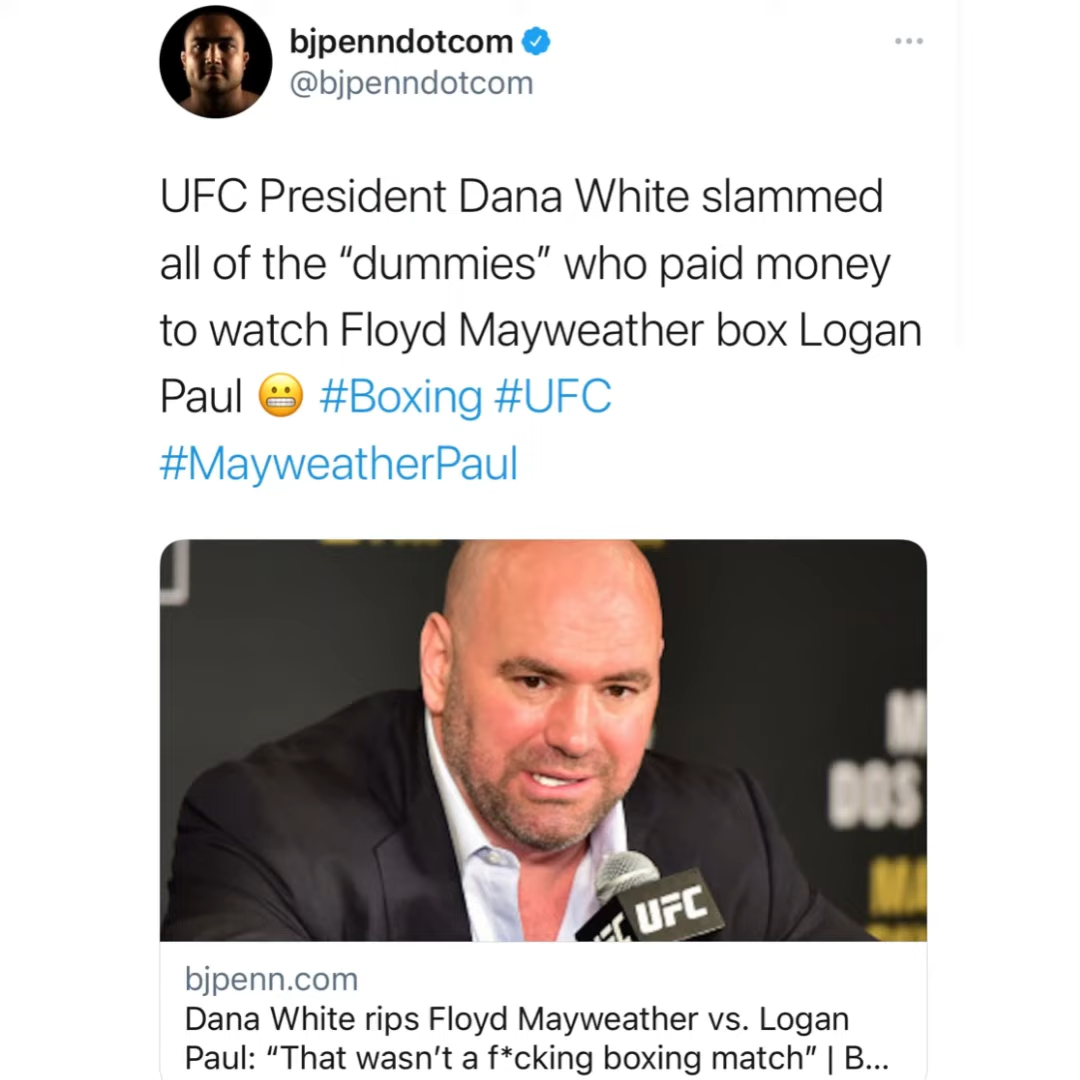 bjpenndotcom
@bjpenndotcom
UFC President Dana White slammed
all of the “dummies” who paid money
to watch Floyd Mayweather box Logan
Paul 😬 #Boxing #UFC
#MayweatherPaul
DOS
UFC
bjpenn.com
Dana White rips Floyd Mayweather vs. Logan
Paul: “That wasn’t a f*cking boxing match” | B...